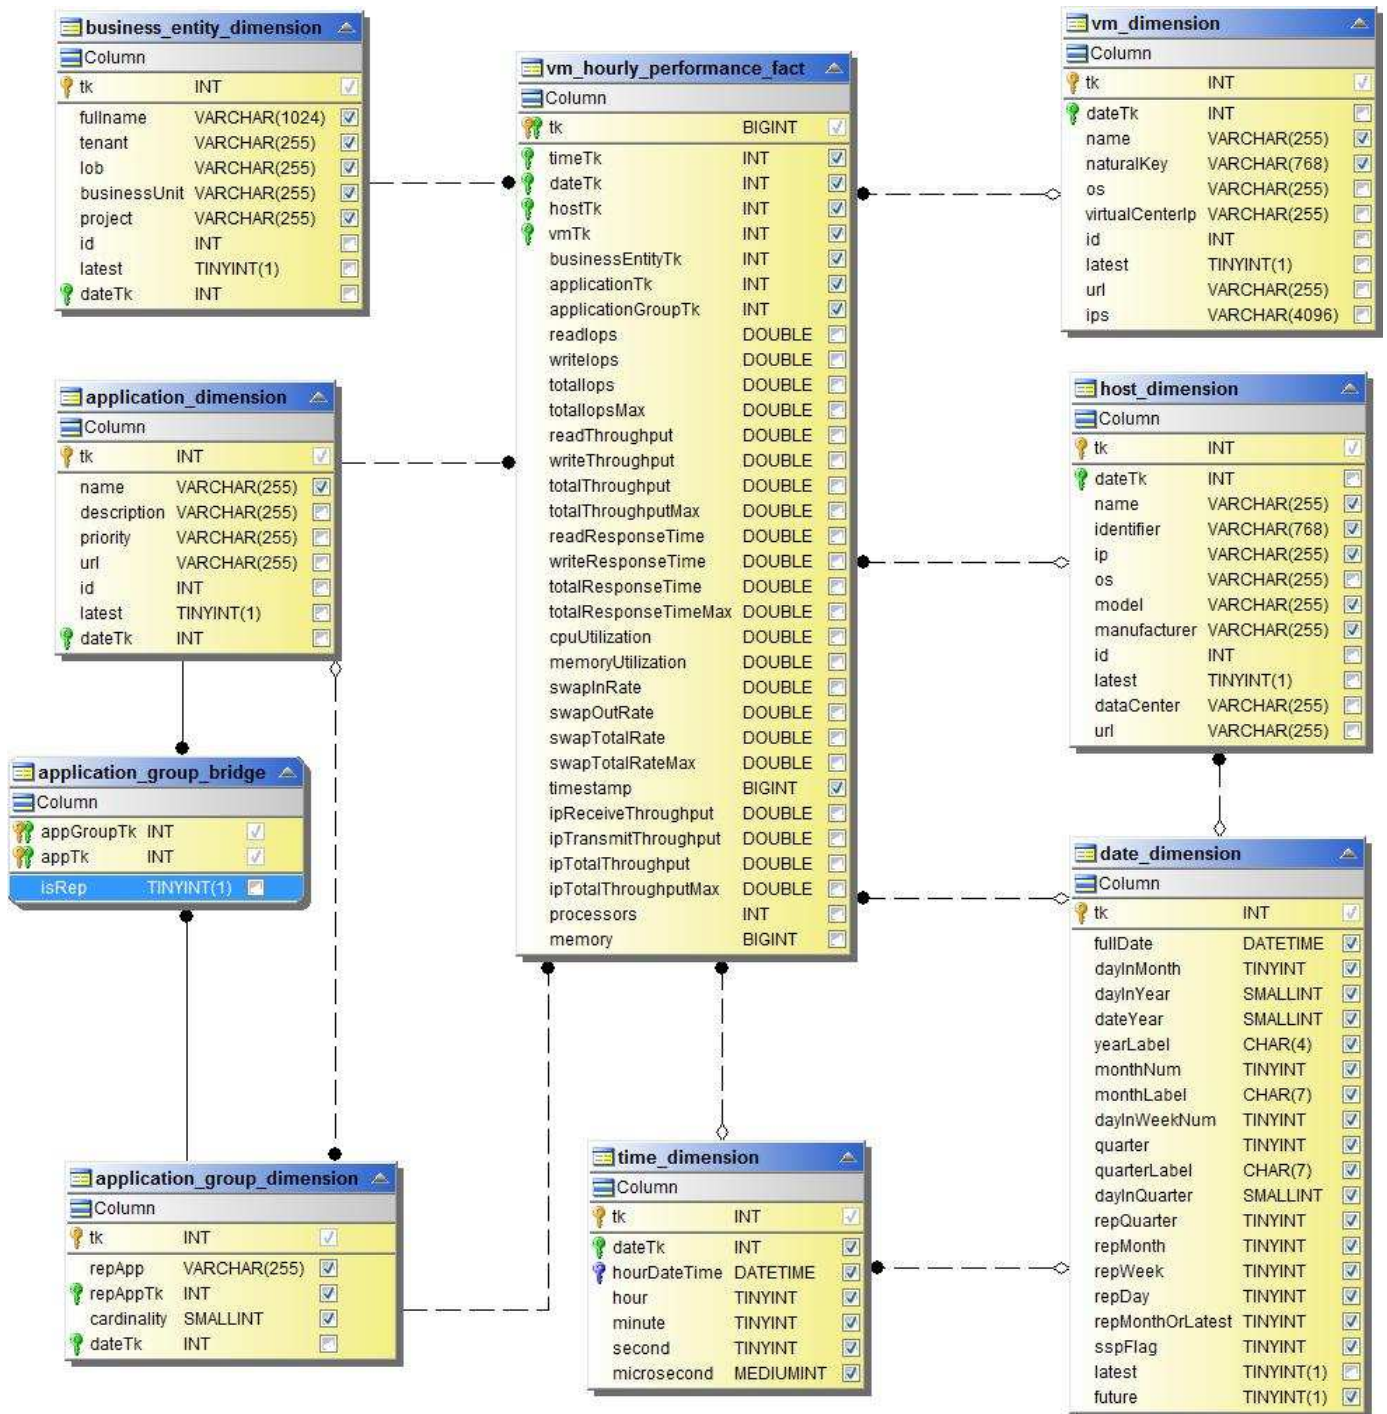 business_entity_dimension
Column
tk INT
fullname VARCHAR(1024)
tenant VARCHAR(255)
lob VARCHAR(255)
businessUnit VARCHAR(255)
project VARCHAR(255)
id INT
latest TINYINT(1)
dateTk INT
application_dimension
Column
tk INT
name VARCHAR(255)
description VARCHAR(255)
priority VARCHAR(255)
url VARCHAR(255)
id INT
latest TINYINT(1)
dateTk INT
application_group_bridge
Column
appGroupTk INT
appTk INT
isRep TINYINT(1)
application_group_dimension
Column
tk INT
repApp VARCHAR(255)
repAppTk INT
cardinality SMALLINT
dateTk INT
vm_hourly_performance_fact
Column
tk BIGINT
timeTk INT
dateTk INT
hostTk INT
vmTk INT
businessEntityTk INT
applicationTk INT
applicationGroupTk INT
readIops DOUBLE
writeIops DOUBLE
totalIops DOUBLE
totalIopsMax DOUBLE
readThroughput DOUBLE
writeThroughput DOUBLE
totalThroughput DOUBLE
totalThroughputMax DOUBLE
readResponseTime DOUBLE
writeResponseTime DOUBLE
totalResponseTime DOUBLE
totalResponseTimeMax DOUBLE
cpuUtilization DOUBLE
memoryUtilization DOUBLE
swapInRate DOUBLE
swapOutRate DOUBLE
swapTotalRate DOUBLE
swapTotalRateMax DOUBLE
timestamp BIGINT
ipReceiveThroughput DOUBLE
ipTransmitThroughput DOUBLE
ipTotalThroughput DOUBLE
ipTotalThroughputMax DOUBLE
processors INT
memory BIGINT
time_dimension
Column
tk INT
dateTk INT
hourDateTime DATETIME
hour TINYINT
minute TINYINT
second TINYINT
microsecond MEDIUMINT
vm_dimension
Column
tk INT
dateTk INT
name VARCHAR(255)
naturalKey VARCHAR(768)
os VARCHAR(255)
virtualCenterIp VARCHAR(255)
id INT
latest TINYINT(1)
url VARCHAR(255)
ips VARCHAR(4096)
host_dimension
Column
tk INT
dateTk INT
name VARCHAR(255)
identifier VARCHAR(768)
ip VARCHAR(255)
os VARCHAR(255)
model VARCHAR(255)
manufacturer VARCHAR(255)
id INT
latest TINYINT(1)
dataCenter VARCHAR(255)
url VARCHAR(255)
date_dimension
Column
tk INT
fullDate DATETIME
dayInMonth TINYINT
dayInYear SMALLINT
dateYear SMALLINT
yearLabel CHAR(4)
monthNum TINYINT
monthLabel CHAR(7)
dayInWeekNum TINYINT
quarter TINYINT
quarterLabel CHAR(7)
dayInQuarter SMALLINT
repQuarter TINYINT
repMonth TINYINT
repWeek TINYINT
repDay TINYINT
repMonthOrLatest TINYINT
sspFlag TINYINT
latest TINYINT(1)
future TINYINT(1)